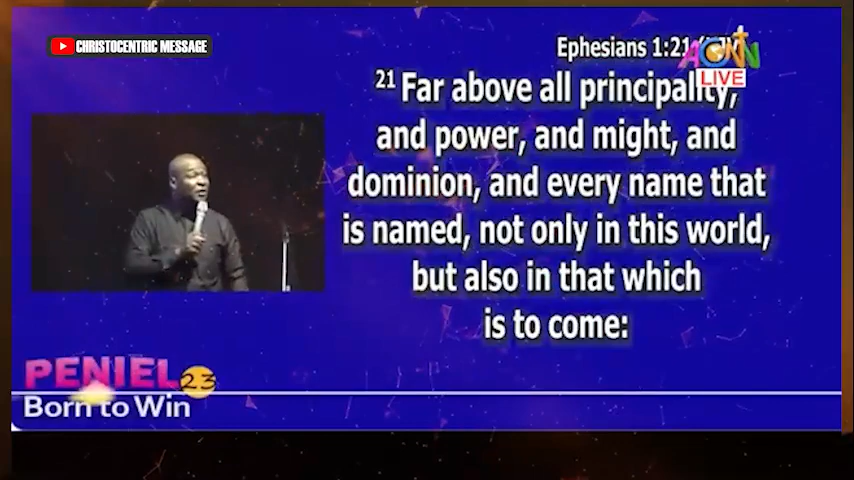 CHRISTOCENTRIC MESSAGE
Ephesians 1:21
LIVE
21 Far above all principality,
and power, and might, and
dominion, and every name that
is named, not only in this world,
but also in that which
is to come:
PENIEL 23
Born to Win